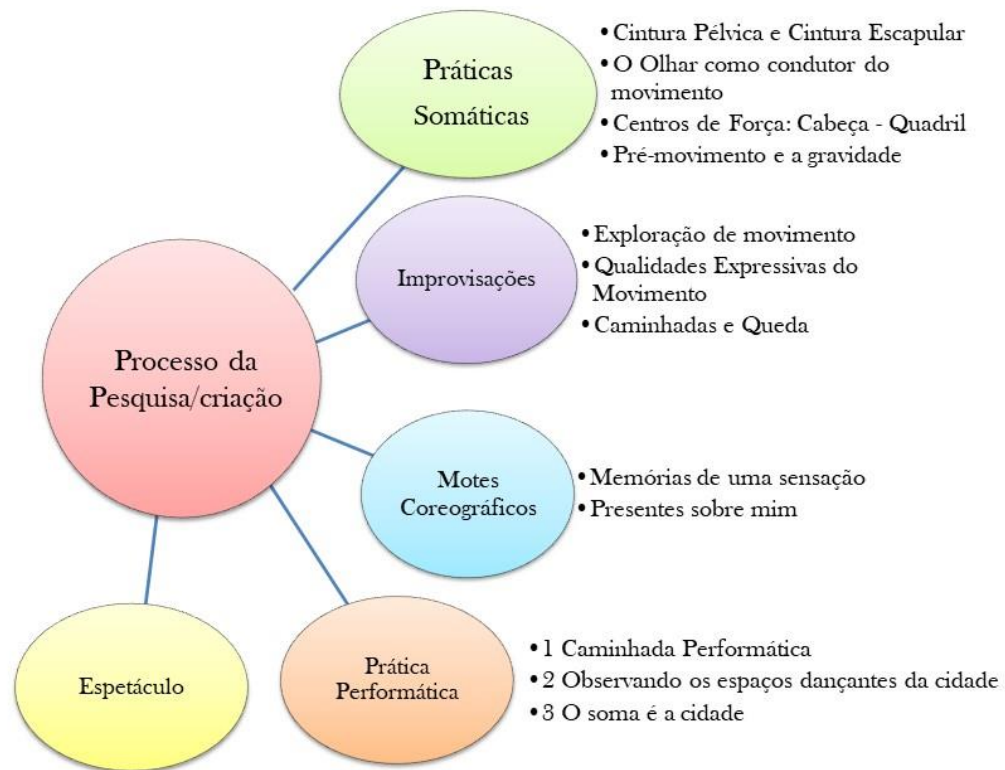 Práticas
Somáticas
• Cintura Pélvica e Cintura Escapular
• O Olhar como condutor do
movimento
• Centros de Força: Cabeça - Quadril
• Pré-movimento e a gravidade
Improvisações
• Exploração de movimento
• Qualidades Expressivas do
Movimento
• Caminhadas e Queda
Processo da
Pesquisa/criação
Motes
Coreográficos
• Memórias de uma sensação
• Presentes sobre mim
Espetáculo
Prática
Performática
• 1 Caminhada Performática
• 2 Observando os espaços dançantes da cidade
• 3 O soma é a cidade